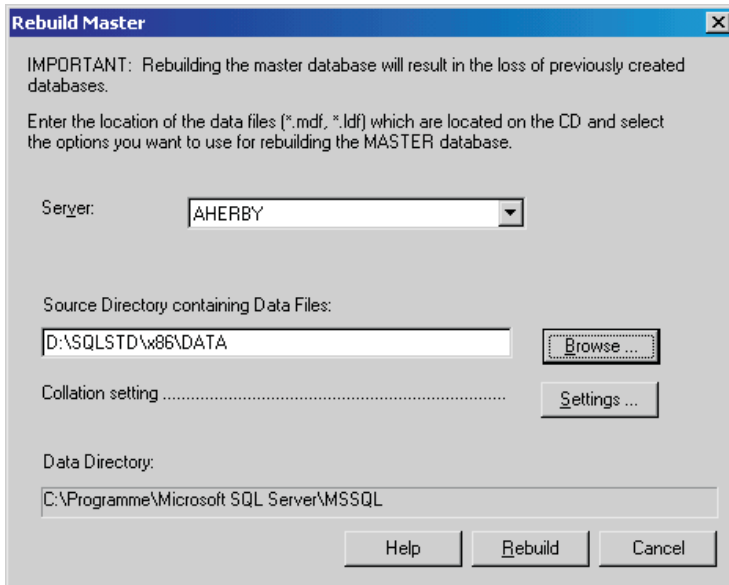 Rebuild Master
IMPORTANT: Rebuilding the master database will result in the loss of previously created
databases.
Enter the location of the data files (*.mdf, *.ldf) which are located on the CD and select
the options you want to use for rebuilding the MASTER database.
Server: AHERBY
Source Directory containing Data Files:
D:\SQLSTD\x86\DATA Browse ...
Collation setting ........................................................................ Settings ...
Data Directory:
C:\Programme\Microsoft SQL Server\MSSQL
Help Rebuild Cancel